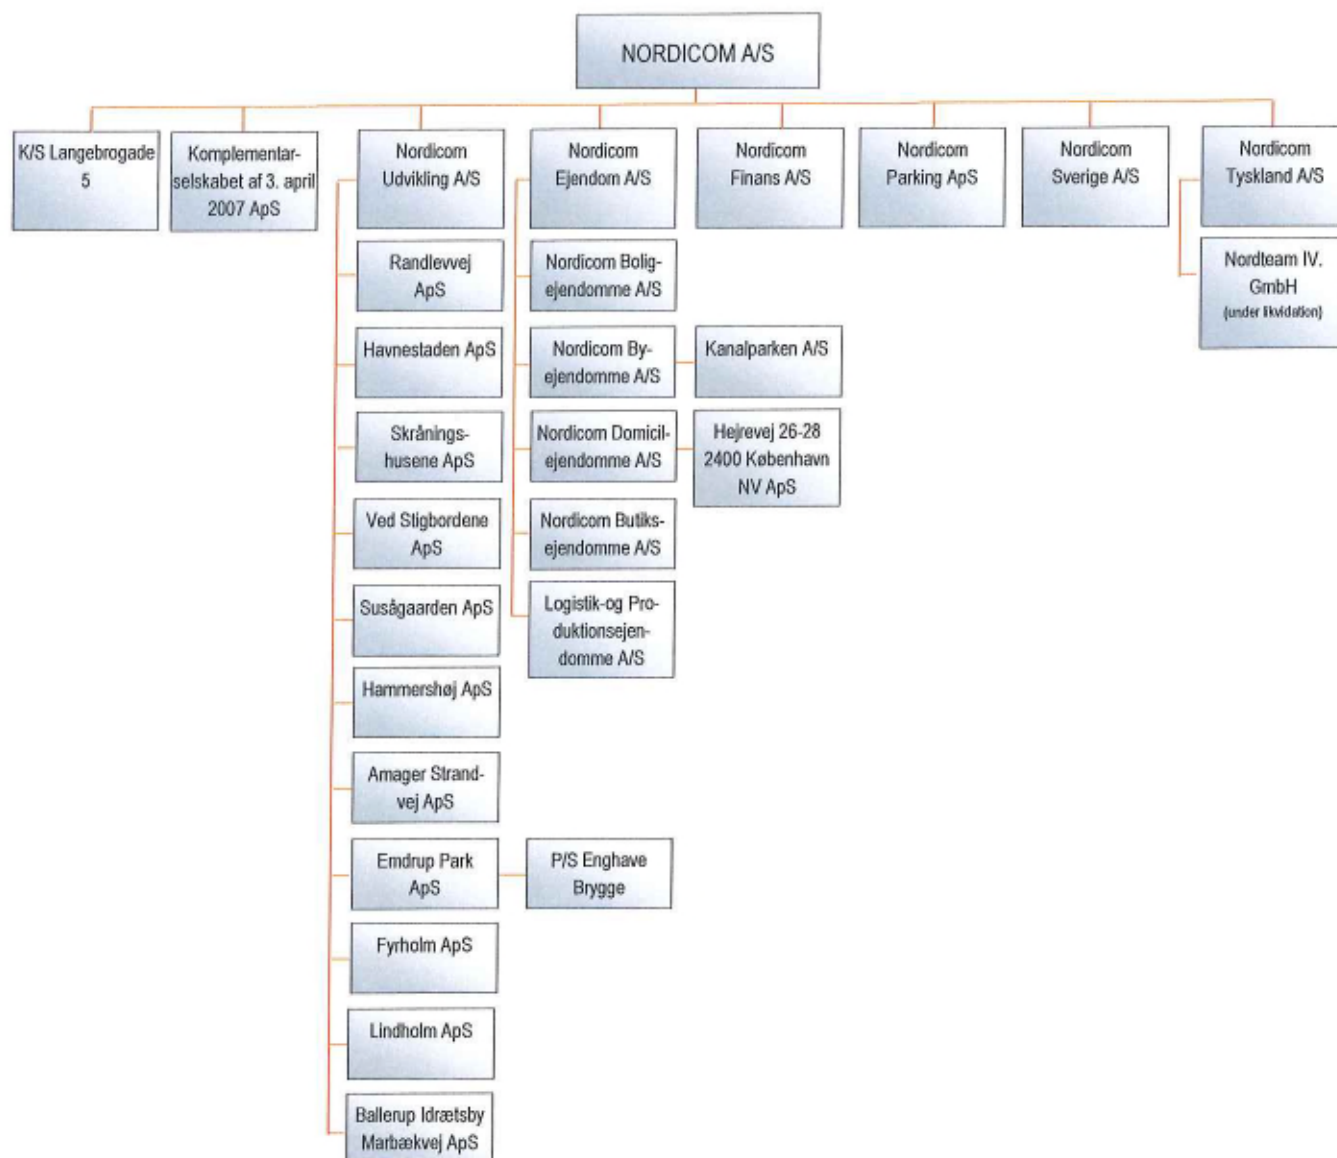 NORDICOM A/S
K/S Langebrogade
5
Komplementar-
selskabet af 3. april
2007 ApS
Nordicom
Udvikling A/S
Nordicom
Ejendom A/S
Nordicom
Finans A/S
Nordicom
Parking ApS
Nordicom
Sverige A/S
Nordicom
Tyskland A/S
Randlevvej
ApS
Nordicom Bolig-
ejendomme A/S
Nordteam IV.
GmbH
(under likvidation)
Havnestaden ApS
Nordicom By-
ejendomme A/S
Kanalparken A/S
Skrånings-
husene ApS
Nordicom Domicil-
ejendomme A/S
Hejrevej 26-28
2400 København
NV ApS
Ved Stigbordene
ApS
Nordicom Butiks-
ejendomme A/S
Susågaarden ApS
Logistik-og Pro-
duktionsejen-
domme A/S
Hammershøj ApS
Amager Strand-
vej ApS
Emdrup Park
ApS
P/S Enghave
Brygge
Fyrholm ApS
Lindholm ApS
Ballerup Idrætsby
Marbækvej ApS